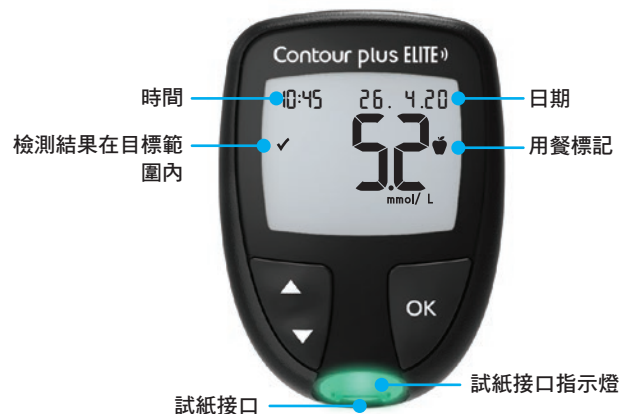 Contour plus ELITE
時間
10:45
26. 4.20
日期
檢測結果在目標範
圍內
✓
5.2
用餐標記
mmol/ L
OK
試紙接口指示燈
試紙接口